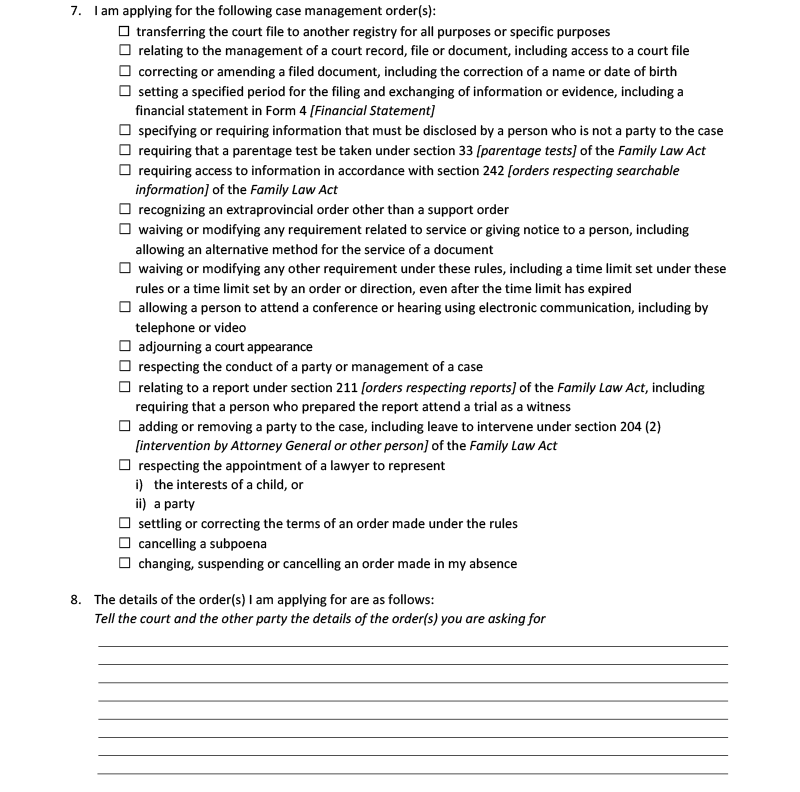 7. I am applying for the following case management order(s):
☐ transferring the court file to another registry for all purposes or specific purposes
☐ relating to the management of a court record, file or document, including access to a court file
☐ correcting or amending a filed document, including the correction of a name or date of birth
☐ setting a specified period for the filing and exchanging of information or evidence, including a
financial statement in Form 4 [Financial Statement]
☐ specifying or requiring information that must be disclosed by a person who is not a party to the case
☐ requiring that a parentage test be taken under section 33 [parentage tests] of the Family Law Act
☐ requiring access to information in accordance with section 242 [orders respecting searchable
information] of the Family Law Act
☐ recognizing an extraprovincial order other than a support order
☐ waiving or modifying any requirement related to service or giving notice to a person, including
allowing an alternative method for the service of a document
☐ waiving or modifying any other requirement under these rules, including a time limit set under these
rules or a time limit set by an order or direction, even after the time limit has expired
☐ allowing a person to attend a conference or hearing using electronic communication, including by
telephone or video
☐ adjourning a court appearance
☐ respecting the conduct of a party or management of a case
☐ relating to a report under section 211 [orders respecting reports] of the Family Law Act, including
requiring that a person who prepared the report attend a trial as a witness
☐ adding or removing a party to the case, including leave to intervene under section 204 (2)
[intervention by Attorney General or other person] of the Family Law Act
☐ respecting the appointment of a lawyer to represent
i) the interests of a child, or
ii) a party
☐ settling or correcting the terms of an order made under the rules
☐ cancelling a subpoena
☐ changing, suspending or cancelling an order made in my absence
8. The details of the order(s) I am applying for are as follows:
Tell the court and the other party the details of the order(s) you are asking for